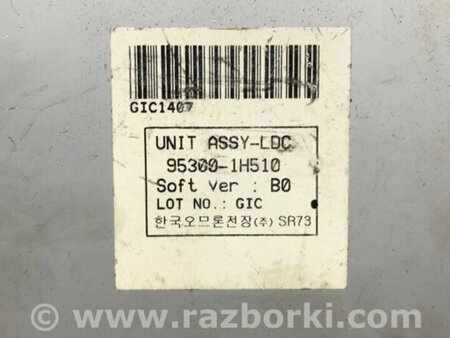 GIC1407
UNIT ASSY-LDC
95300-1H510
Soft Ver : B0
LOT NO.: GIC
한국오므론전장(주) SR73
© www.razborki.com